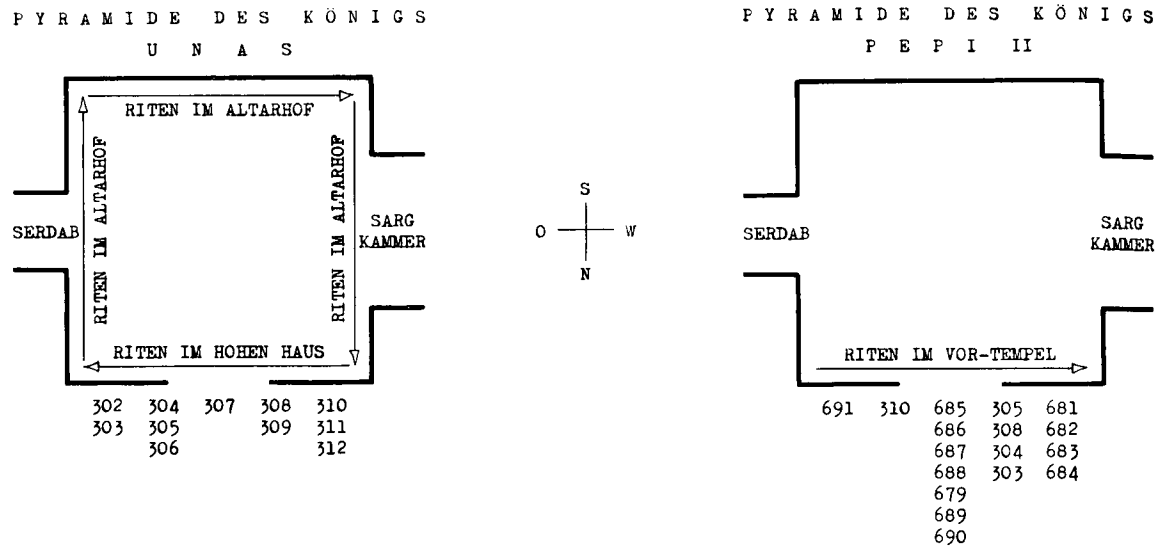 PYRAMIDE DES KÖNIGS
UNAS
RITEN IM ALTARHOF
RITEN IM ALTARHOF
RITEN IM ALTARHOF
SERDAB
SARG
KAMMER
RITEN IM HOHEN HAUS
302 304 307 308 310
303 305 309 311
306 312
S
O W
N
PYRAMIDE DES KÖNIGS
PEPI II
SERDAB
SARG
KAMMER
RITEN IM VOR-TEMPEL
691 310 685 305 681
686 308 682
687 304 683
688 303 684
679
689
690